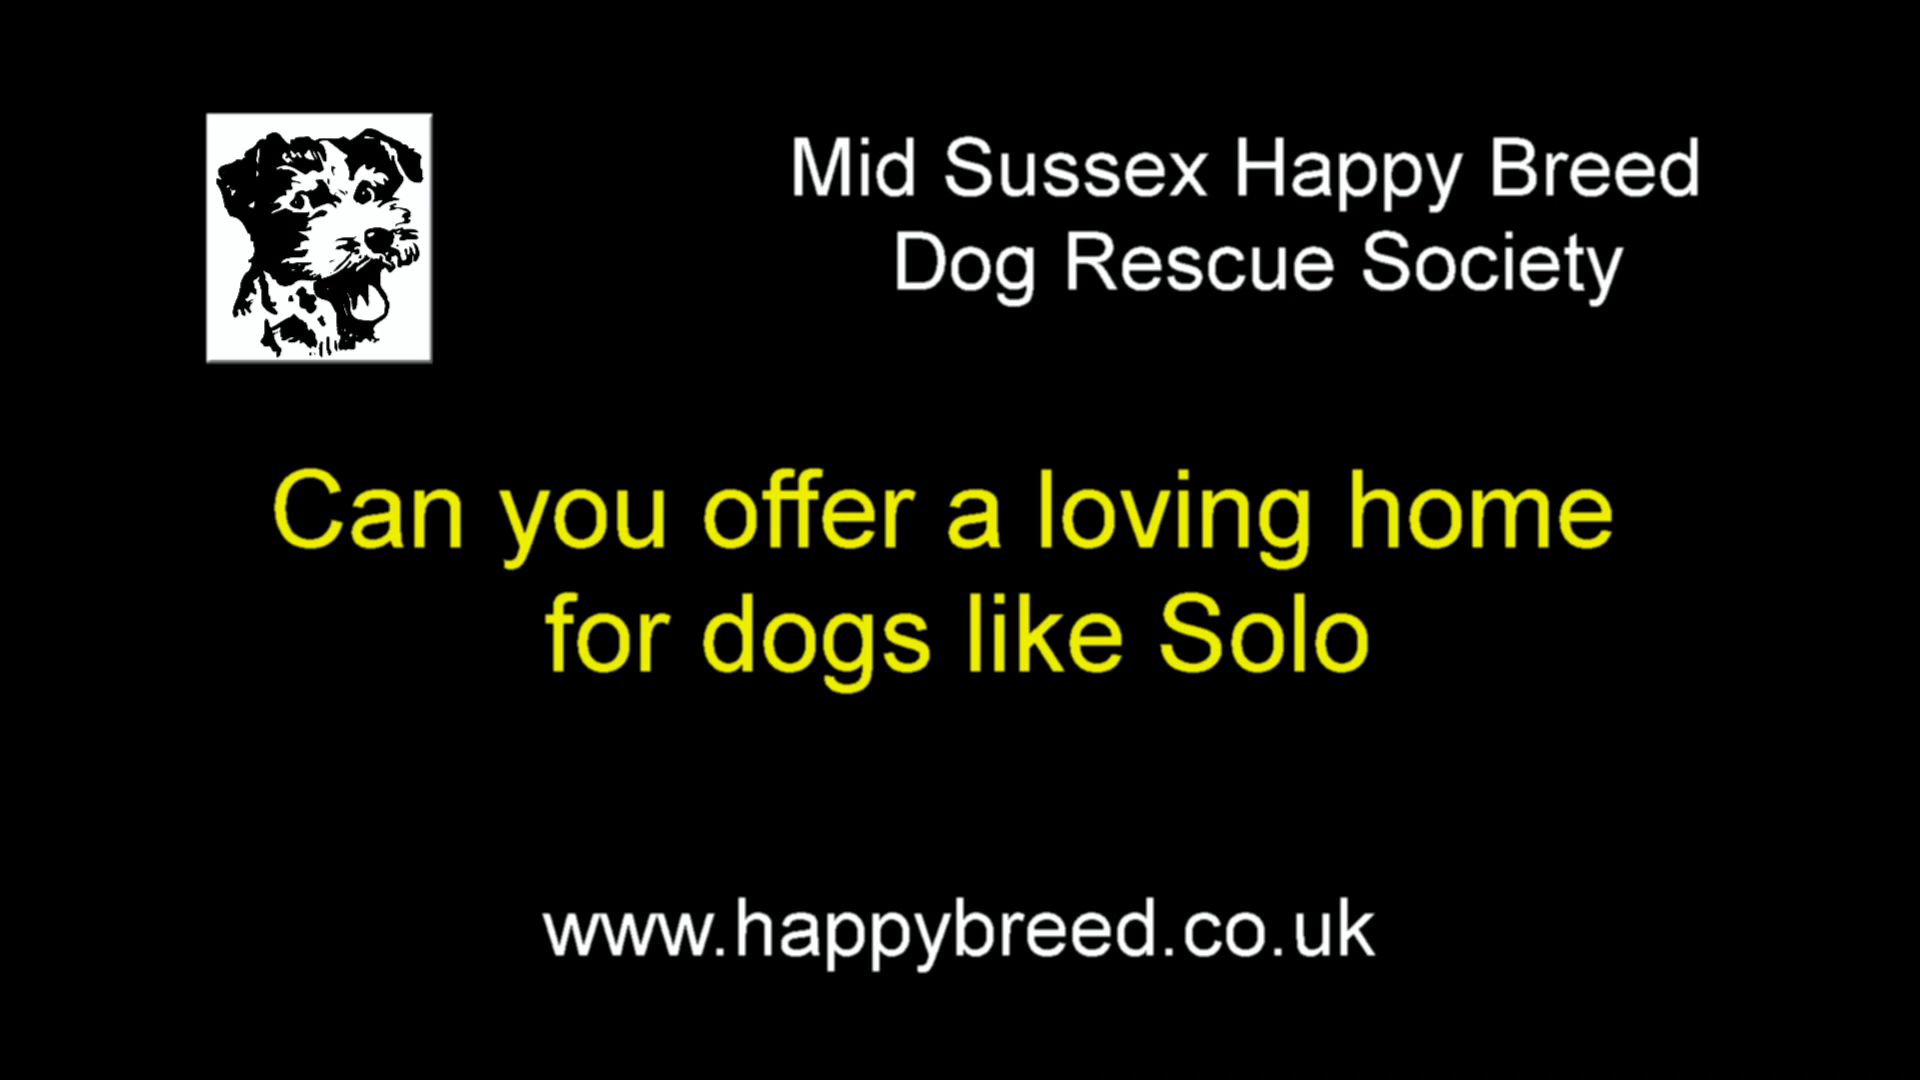 Mid Sussex Happy Breed
Dog Rescue Society
Can you offer a loving home
for dogs like Solo
www.happybreed.co.uk